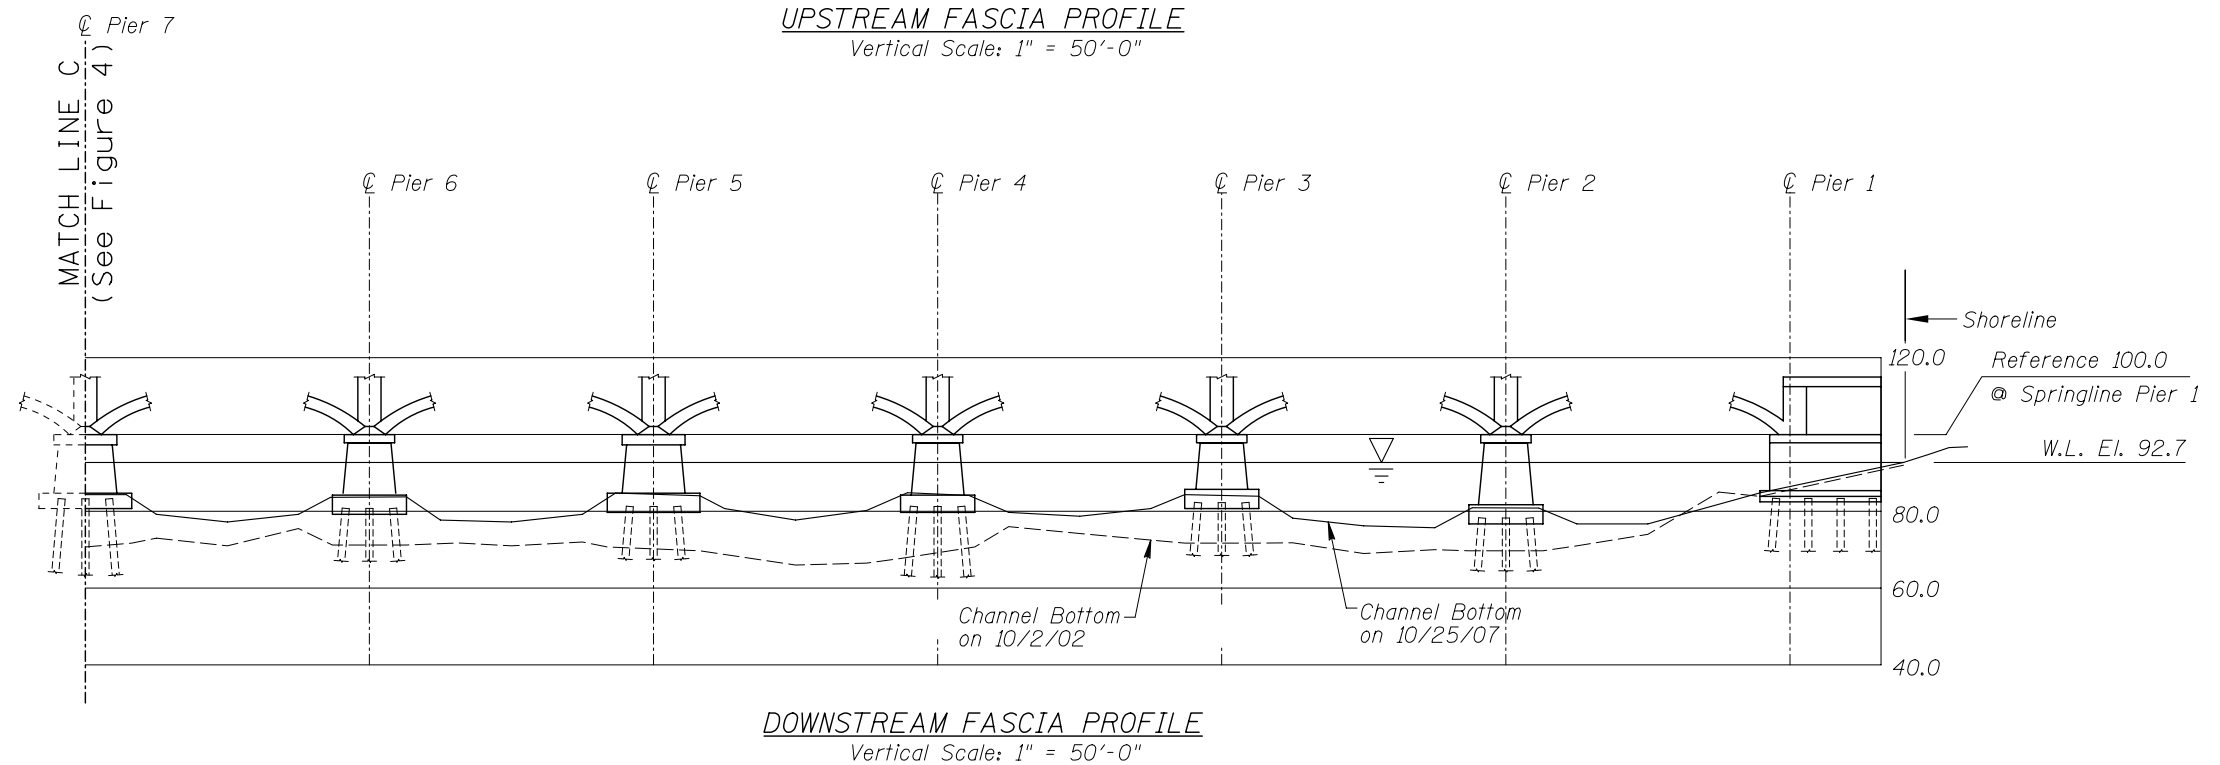 UPSTREAM FASCIA PROFILE
Vertical Scale: 1" = 50'-0"
℄ Pier 7
MATCH LINE C
(See Figure 4)
℄ Pier 6
℄ Pier 5
℄ Pier 4
℄ Pier 3
℄ Pier 2
℄ Pier 1
Shoreline
120.0
Reference 100.0
@ Springline Pier 1
W.L. El. 92.7
80.0
60.0
40.0
Channel Bottom
on 10/2/02
Channel Bottom
on 10/25/07
DOWNSTREAM FASCIA PROFILE
Vertical Scale: 1" = 50'-0"